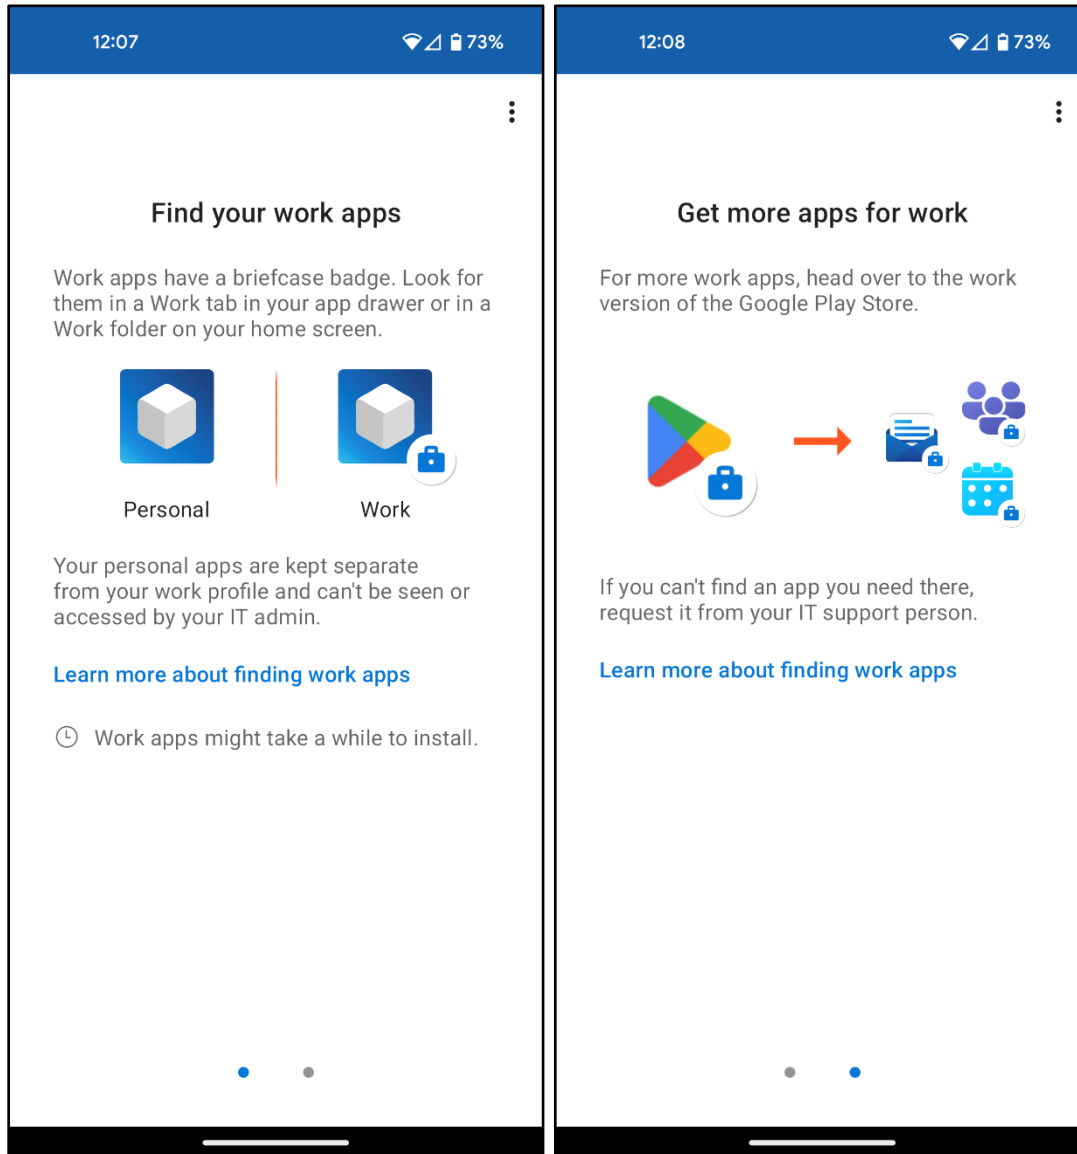 12:07
73%
Find your work apps
Work apps have a briefcase badge. Look for
them in a Work tab in your app drawer or in a
Work folder on your home screen.
Personal
Work
Your personal apps are kept separate
from your work profile and can't be seen or
accessed by your IT admin.
Learn more about finding work apps
Work apps might take a while to install.
12:08
73%
Get more apps for work
For more work apps, head over to the work
version of the Google Play Store.
If you can't find an app you need there,
request it from your IT support person.
Learn more about finding work apps